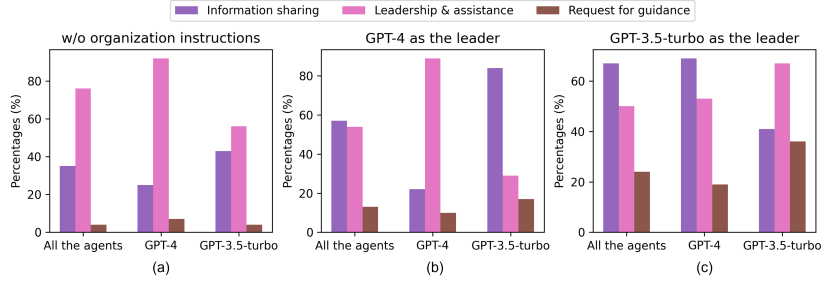 Information sharing Leadership & assistance Request for guidance
w/o organization instructions
Percentages (%)
80
60
40
20
0
All the agents GPT-4 GPT-3.5-turbo
(a)
GPT-4 as the leader
Percentages (%)
80
60
40
20
0
All the agents GPT-4 GPT-3.5-turbo
(b)
GPT-3.5-turbo as the leader
Percentages (%)
60
40
20
0
All the agents GPT-4 GPT-3.5-turbo
(c)